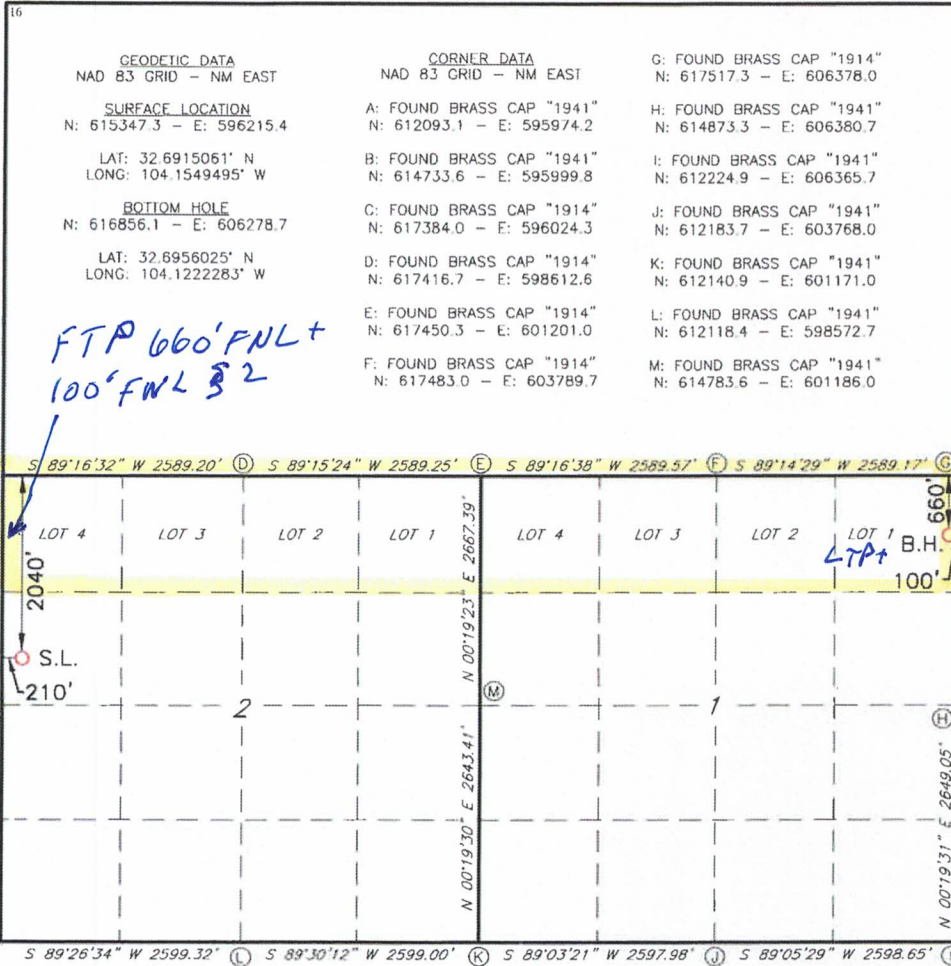 16
GEODETIC DATA
NAD 83 GRID – NM EAST
SURFACE LOCATION
N: 615347.3 – E: 596215.4
LAT: 32.6915061° N
LONG: 104.1549495° W
BOTTOM HOLE
N: 616856.1 – E: 606278.7
LAT: 32.6956025° N
LONG: 104.1222283° W
CORNER DATA
NAD 83 GRID – NM EAST
A: FOUND BRASS CAP "1941"
N: 612093.1 – E: 595974.2
B: FOUND BRASS CAP "1941"
N: 614733.6 – E: 595999.8
C: FOUND BRASS CAP "1914"
N: 617384.0 – E: 596024.3
D: FOUND BRASS CAP "1914"
N: 617416.7 – E: 598612.6
E: FOUND BRASS CAP "1914"
N: 617450.3 – E: 601201.0
F: FOUND BRASS CAP "1914"
N: 617483.0 – E: 603789.7
G: FOUND BRASS CAP "1914"
N: 617517.3 – E: 606378.0
H: FOUND BRASS CAP "1941"
N: 614873.3 – E: 606380.7
I: FOUND BRASS CAP "1941"
N: 612224.9 – E: 606365.7
J: FOUND BRASS CAP "1941"
N: 612183.7 – E: 603768.0
K: FOUND BRASS CAP "1941"
N: 612140.9 – E: 601171.0
L: FOUND BRASS CAP "1941"
N: 612118.4 – E: 598572.7
M: FOUND BRASS CAP "1941"
N: 614783.6 – E: 601186.0
FTP 660' FNL +
100' FWL § 2
S 89°16'32" W 2589.20' D S 89°15'24" W 2589.25' E S 89°16'38" W 2589.57' F S 89°14'29" W 2589.17' G
LOT 4 LOT 3 LOT 2 LOT 1 LOT 4 LOT 3 LOT 2 LOT 1
660'
LTP+ B.H.
100'
2040'
S.L.
210'
N 00°19'23" E 2667.39'
M
2 1
H
N 00°19'30" E 2643.41'
N 00°19'31" E 2649.05'
S 89°26'34" W 2599.32' L S 89°30'12" W 2599.00' K S 89°03'21" W 2597.98' J S 89°05'29" W 2598.65'